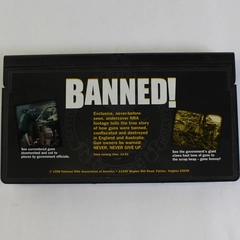 BANNED!
Exclusive, never-before
seen, undercover NRA
footage tells the true story
of how guns were banned,
confiscated and destroyed
in England and Australia.
Gun owners be warned:
NEVER, NEVER GIVE UP.
See surrendered guns
dismantled and cut to
pieces by government officials.
See the government's giant
claws haul tons of guns to
the scrap heap - gone forever!